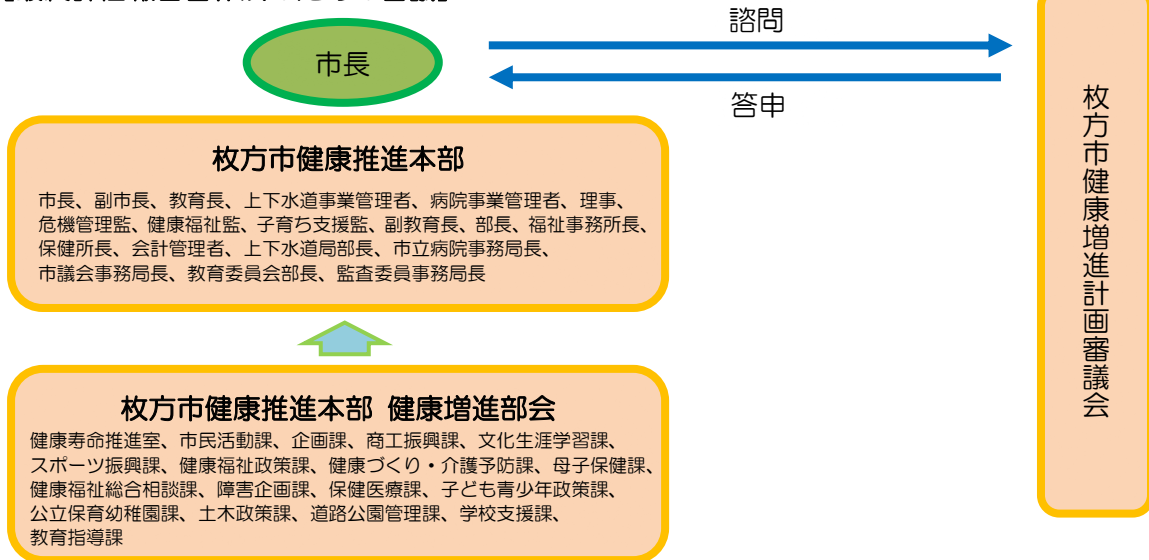 諮問
市長
答申
枚方市健康増進計画審議会
枚方市健康推進本部
市長、副市長、教育長、上下水道事業管理者、病院事業管理者、理事、
危機管理監、健康福祉監、子育ち支援監、副教育長、部長、福祉事務所長、
保健所長、会計管理者、上下水道局部長、市立病院事務局長、
市議会事務局長、教育委員会部長、監査委員事務局長
枚方市健康推進本部 健康増進部会
健康寿命推進室、市民活動課、企画課、商工振興課、文化生涯学習課、
スポーツ振興課、健康福祉政策課、健康づくり・介護予防課、母子保健課、
健康福祉総合相談課、障害企画課、保健医療課、子ども青少年政策課、
公立保育幼稚園課、土木政策課、道路公園管理課、学校支援課、
教育指導課